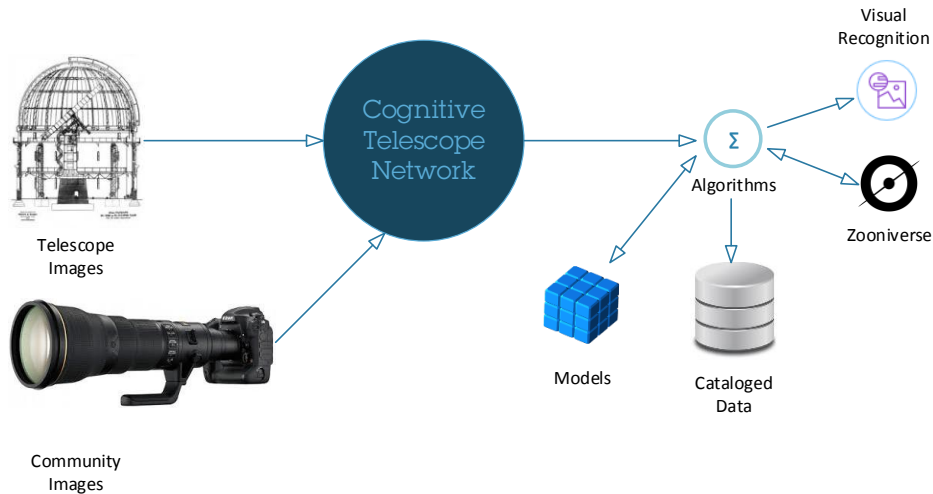 Visual
Recognition
Cognitive
Telescope
Network
Σ
Algorithms
Telescope
Images
Zooniverse
Models
Cataloged
Data
Community
Images